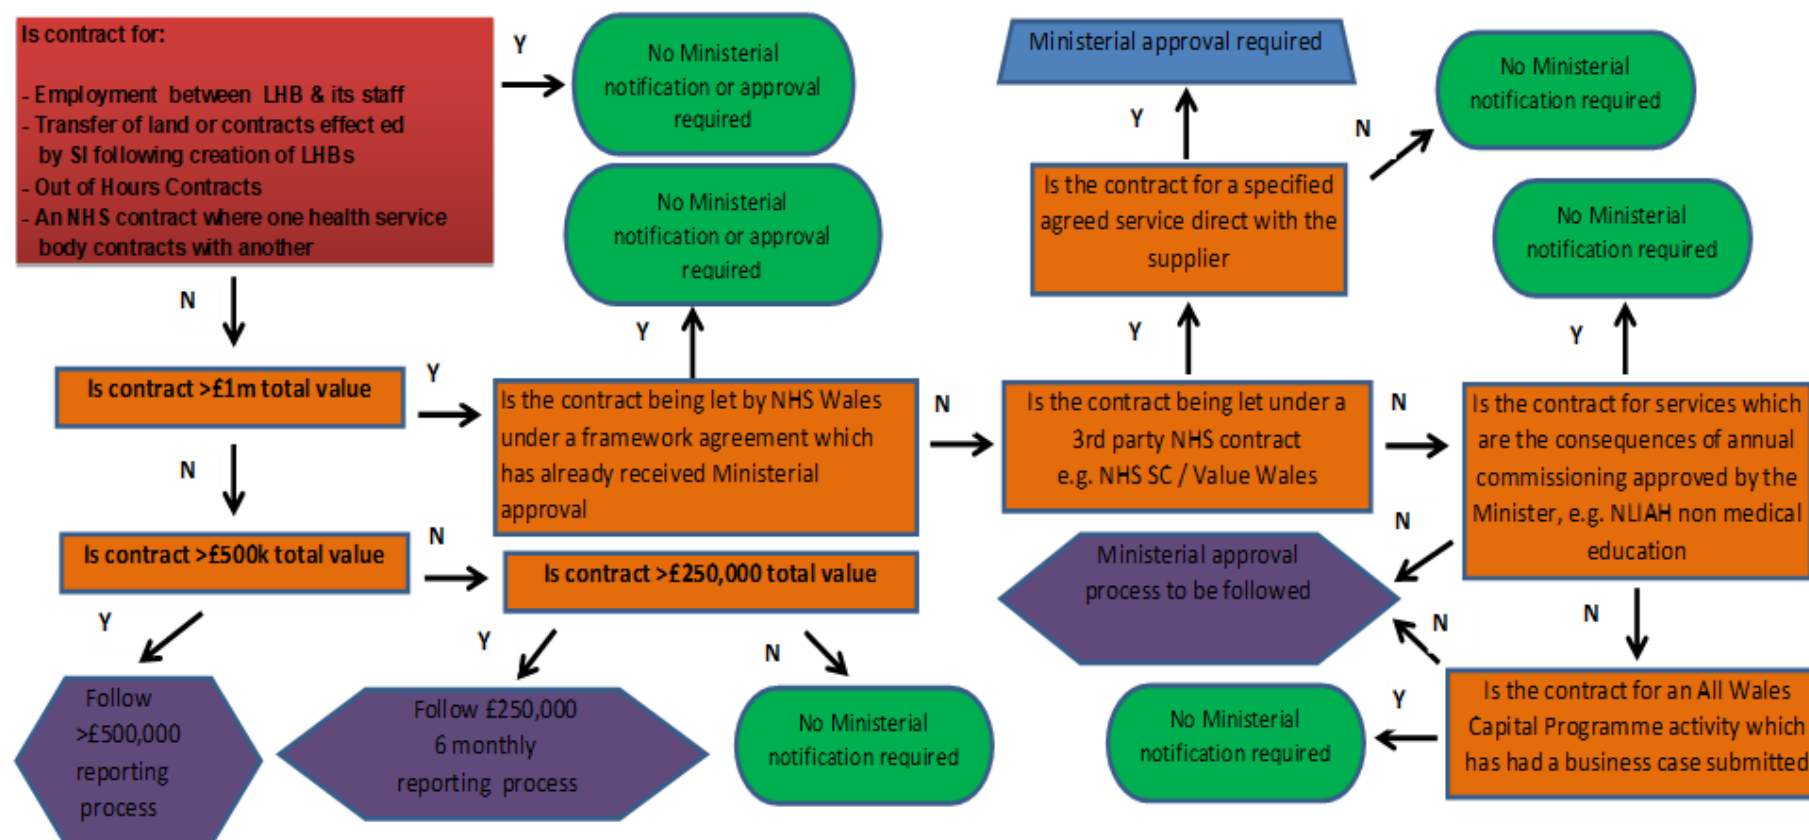 Is contract for:
- Employment between LHB & its staff
- Transfer of land or contracts effect ed
by SI following creation of LHBs
- Out of Hours Contracts
- An NHS contract where one health service
body contracts with another
Y
No Ministerial
notification or approval
required
N
No Ministerial
notification or approval
required
Y
Is contract >£1m total value
Y
Is the contract being let by NHS Wales
under a framework agreement which
has already received Ministerial
approval
N
N
Is contract >£500k total value
N
Is contract >£250,000 total value
Y
Follow
>£500,000
reporting
process
Y
Follow £250,000
6 monthly
reporting process
N
No Ministerial
notification required
Ministerial approval required
Y
N
No Ministerial
notification required
Is the contract for a specified
agreed service direct with the
supplier
Y
Is the contract being let under a
3rd party NHS contract
e.g. NHS SC / Value Wales
N
No Ministerial
notification required
Y
Is the contract for services which
are the consequences of annual
commissioning approved by the
Minister, e.g. NLIAH non medical
education
N
Ministerial approval
process to be followed
N
N
Is the contract for an All Wales
Capital Programme activity which
has had a business case submitted
Y
No Ministerial
notification required